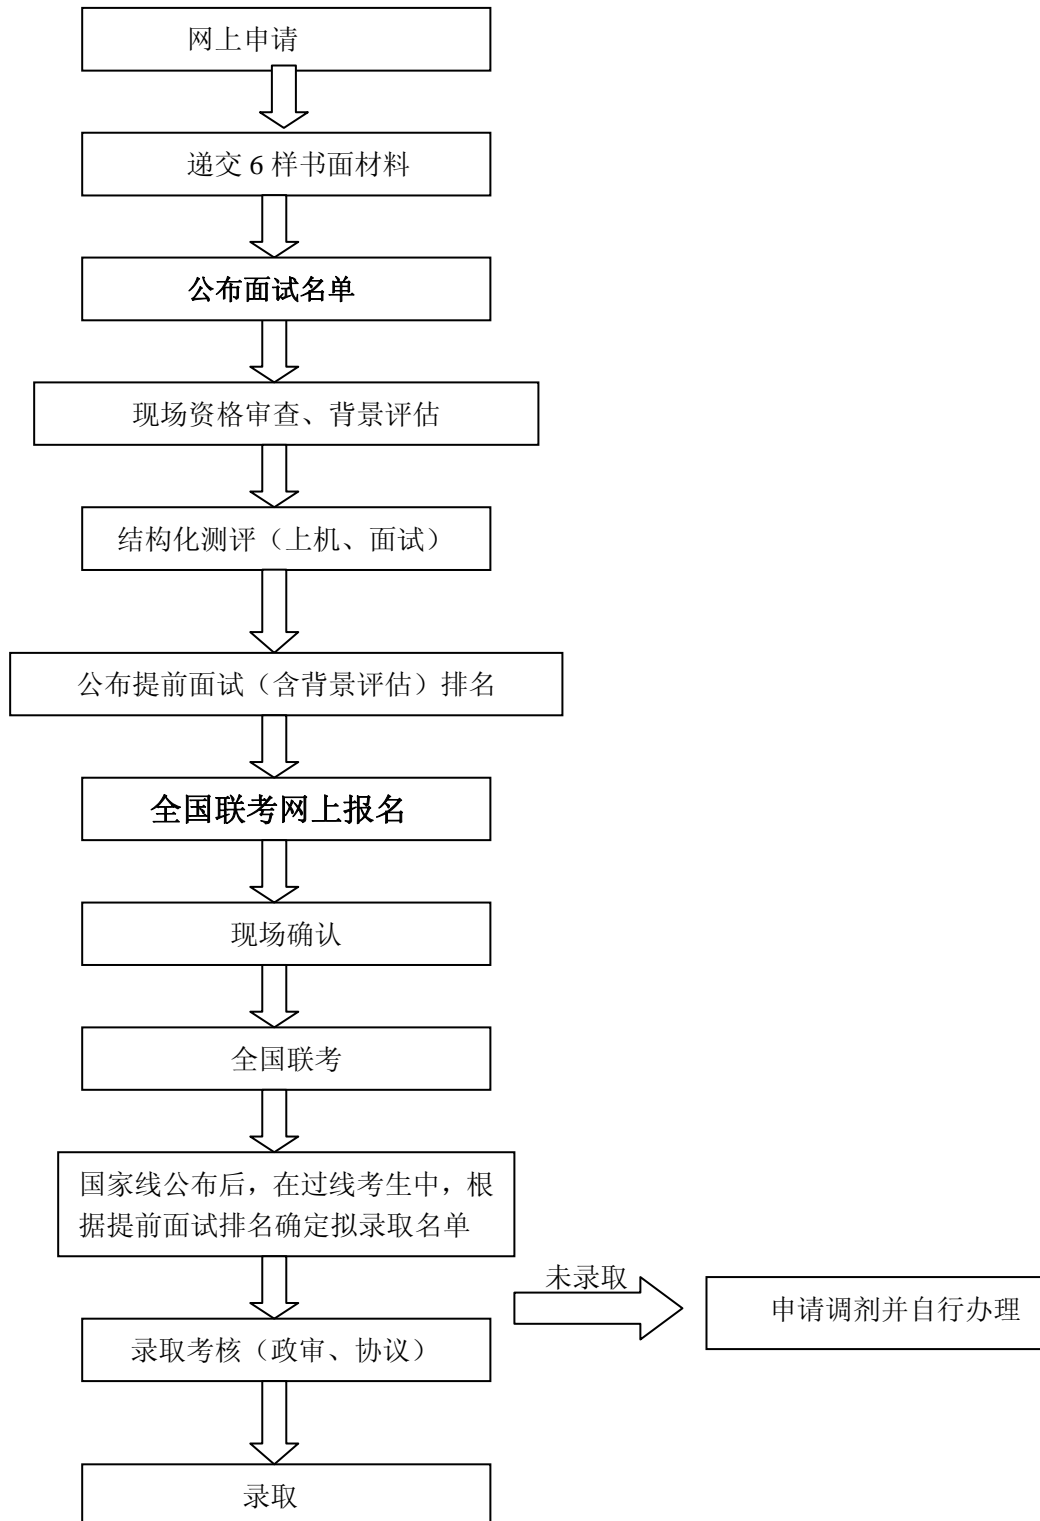 网上申请
递交 6 样书面材料
公布面试名单
现场资格审查、背景评估
结构化测评（上机、面试）
公布提前面试（含背景评估）排名
全国联考网上报名
现场确认
全国联考
国家线公布后，在过线考生中，根
据提前面试排名确定拟录取名单
未录取
申请调剂并自行办理
录取考核（政审、协议）
录取